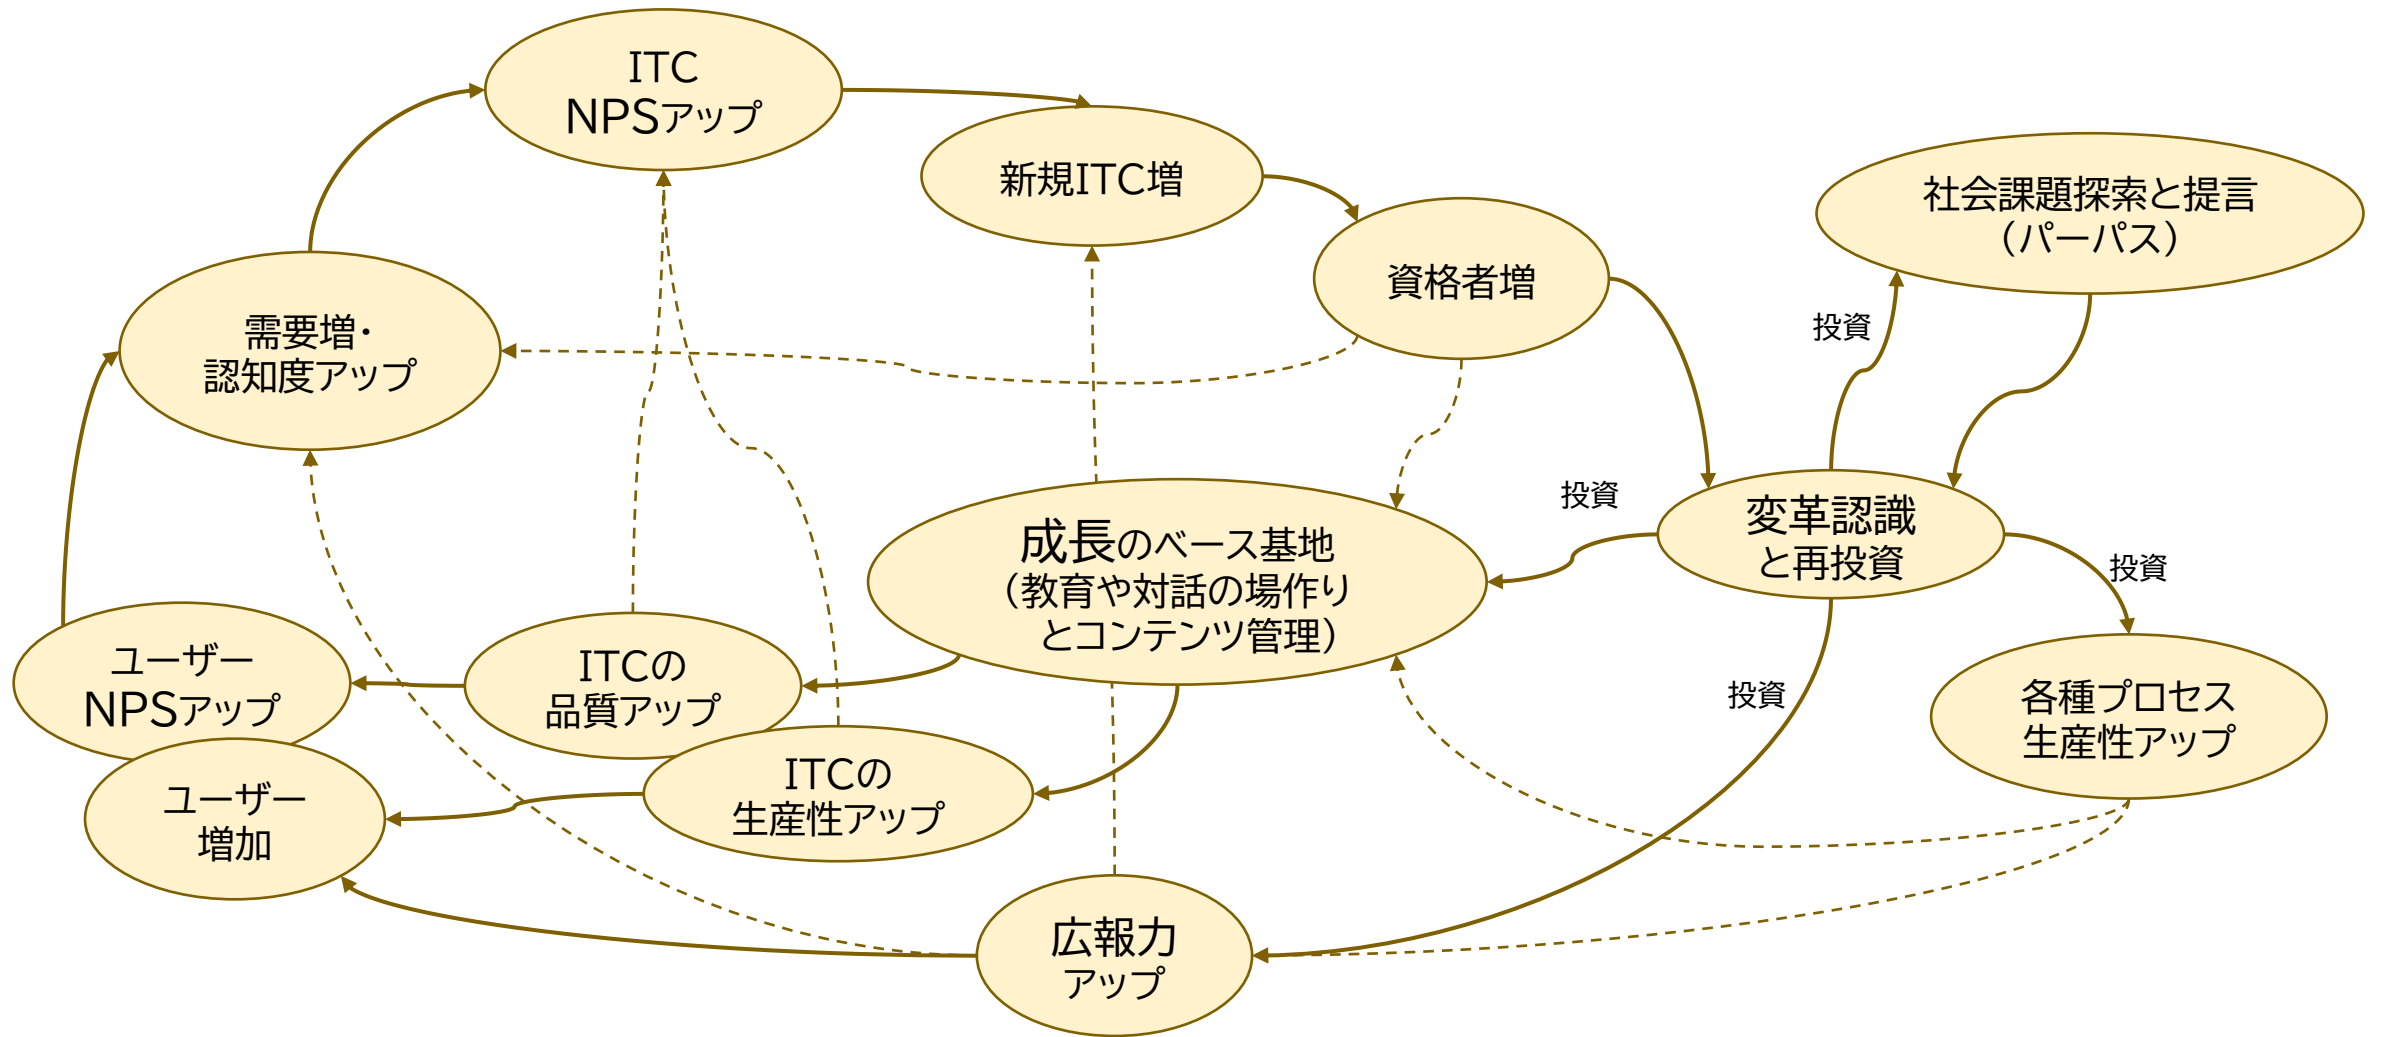 ITC
NPSアップ
新規ITC増
資格者増
社会課題探索と提言
（パーパス）
投資
需要増・
認知度アップ
投資
変革認識
と再投資
投資
成長のベース基地
（教育や対話の場作り
とコンテンツ管理）
ユーザー
NPSアップ
ITCの
品質アップ
投資
各種プロセス
生産性アップ
ユーザー
増加
ITCの
生産性アップ
広報力
アップ